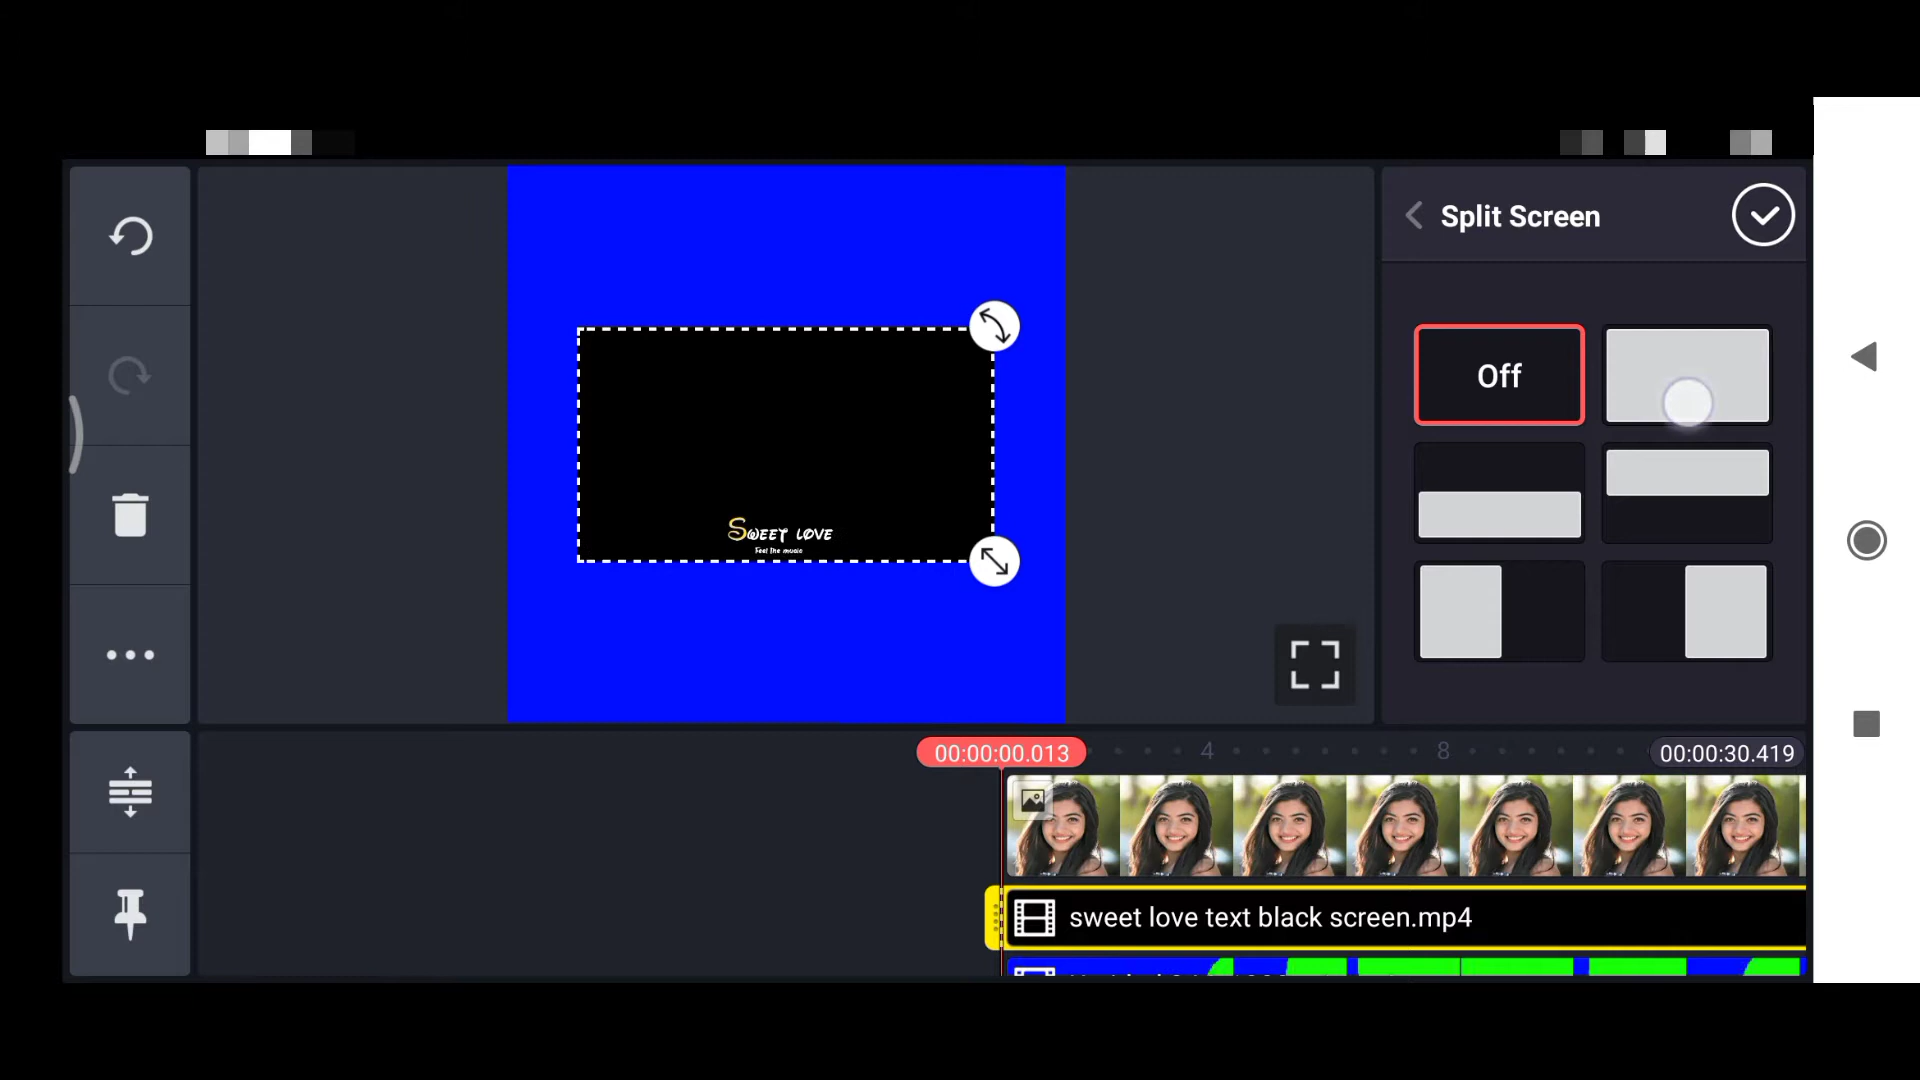 Split Screen
Off
Sweet love
Feel the music
00:00:00.013
4
8
00:00:30.419
sweet love text black screen.mp4